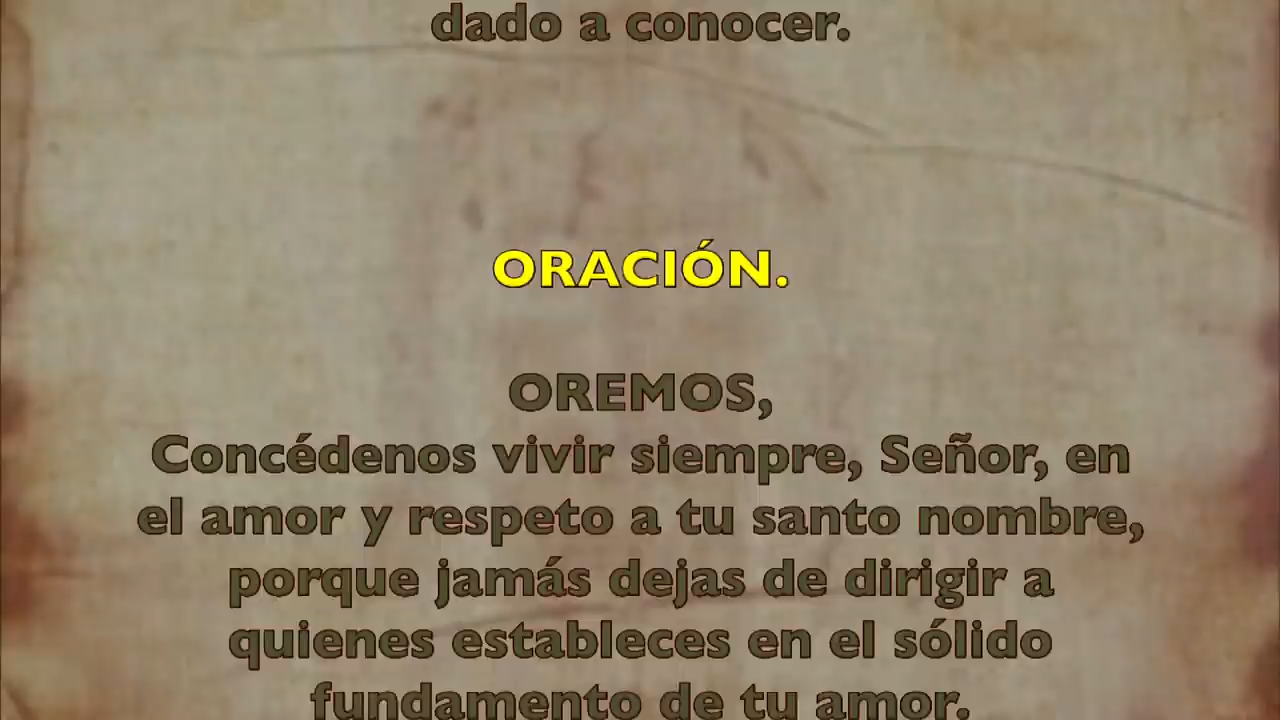 dado a conocer.
ORACIÓN.
OREMOS,
Concédenos vivir siempre, Señor, en
el amor y respeto a tu santo nombre,
porque jamás dejas de dirigir a
quienes estableces en el sólido
fundamento de tu amor.